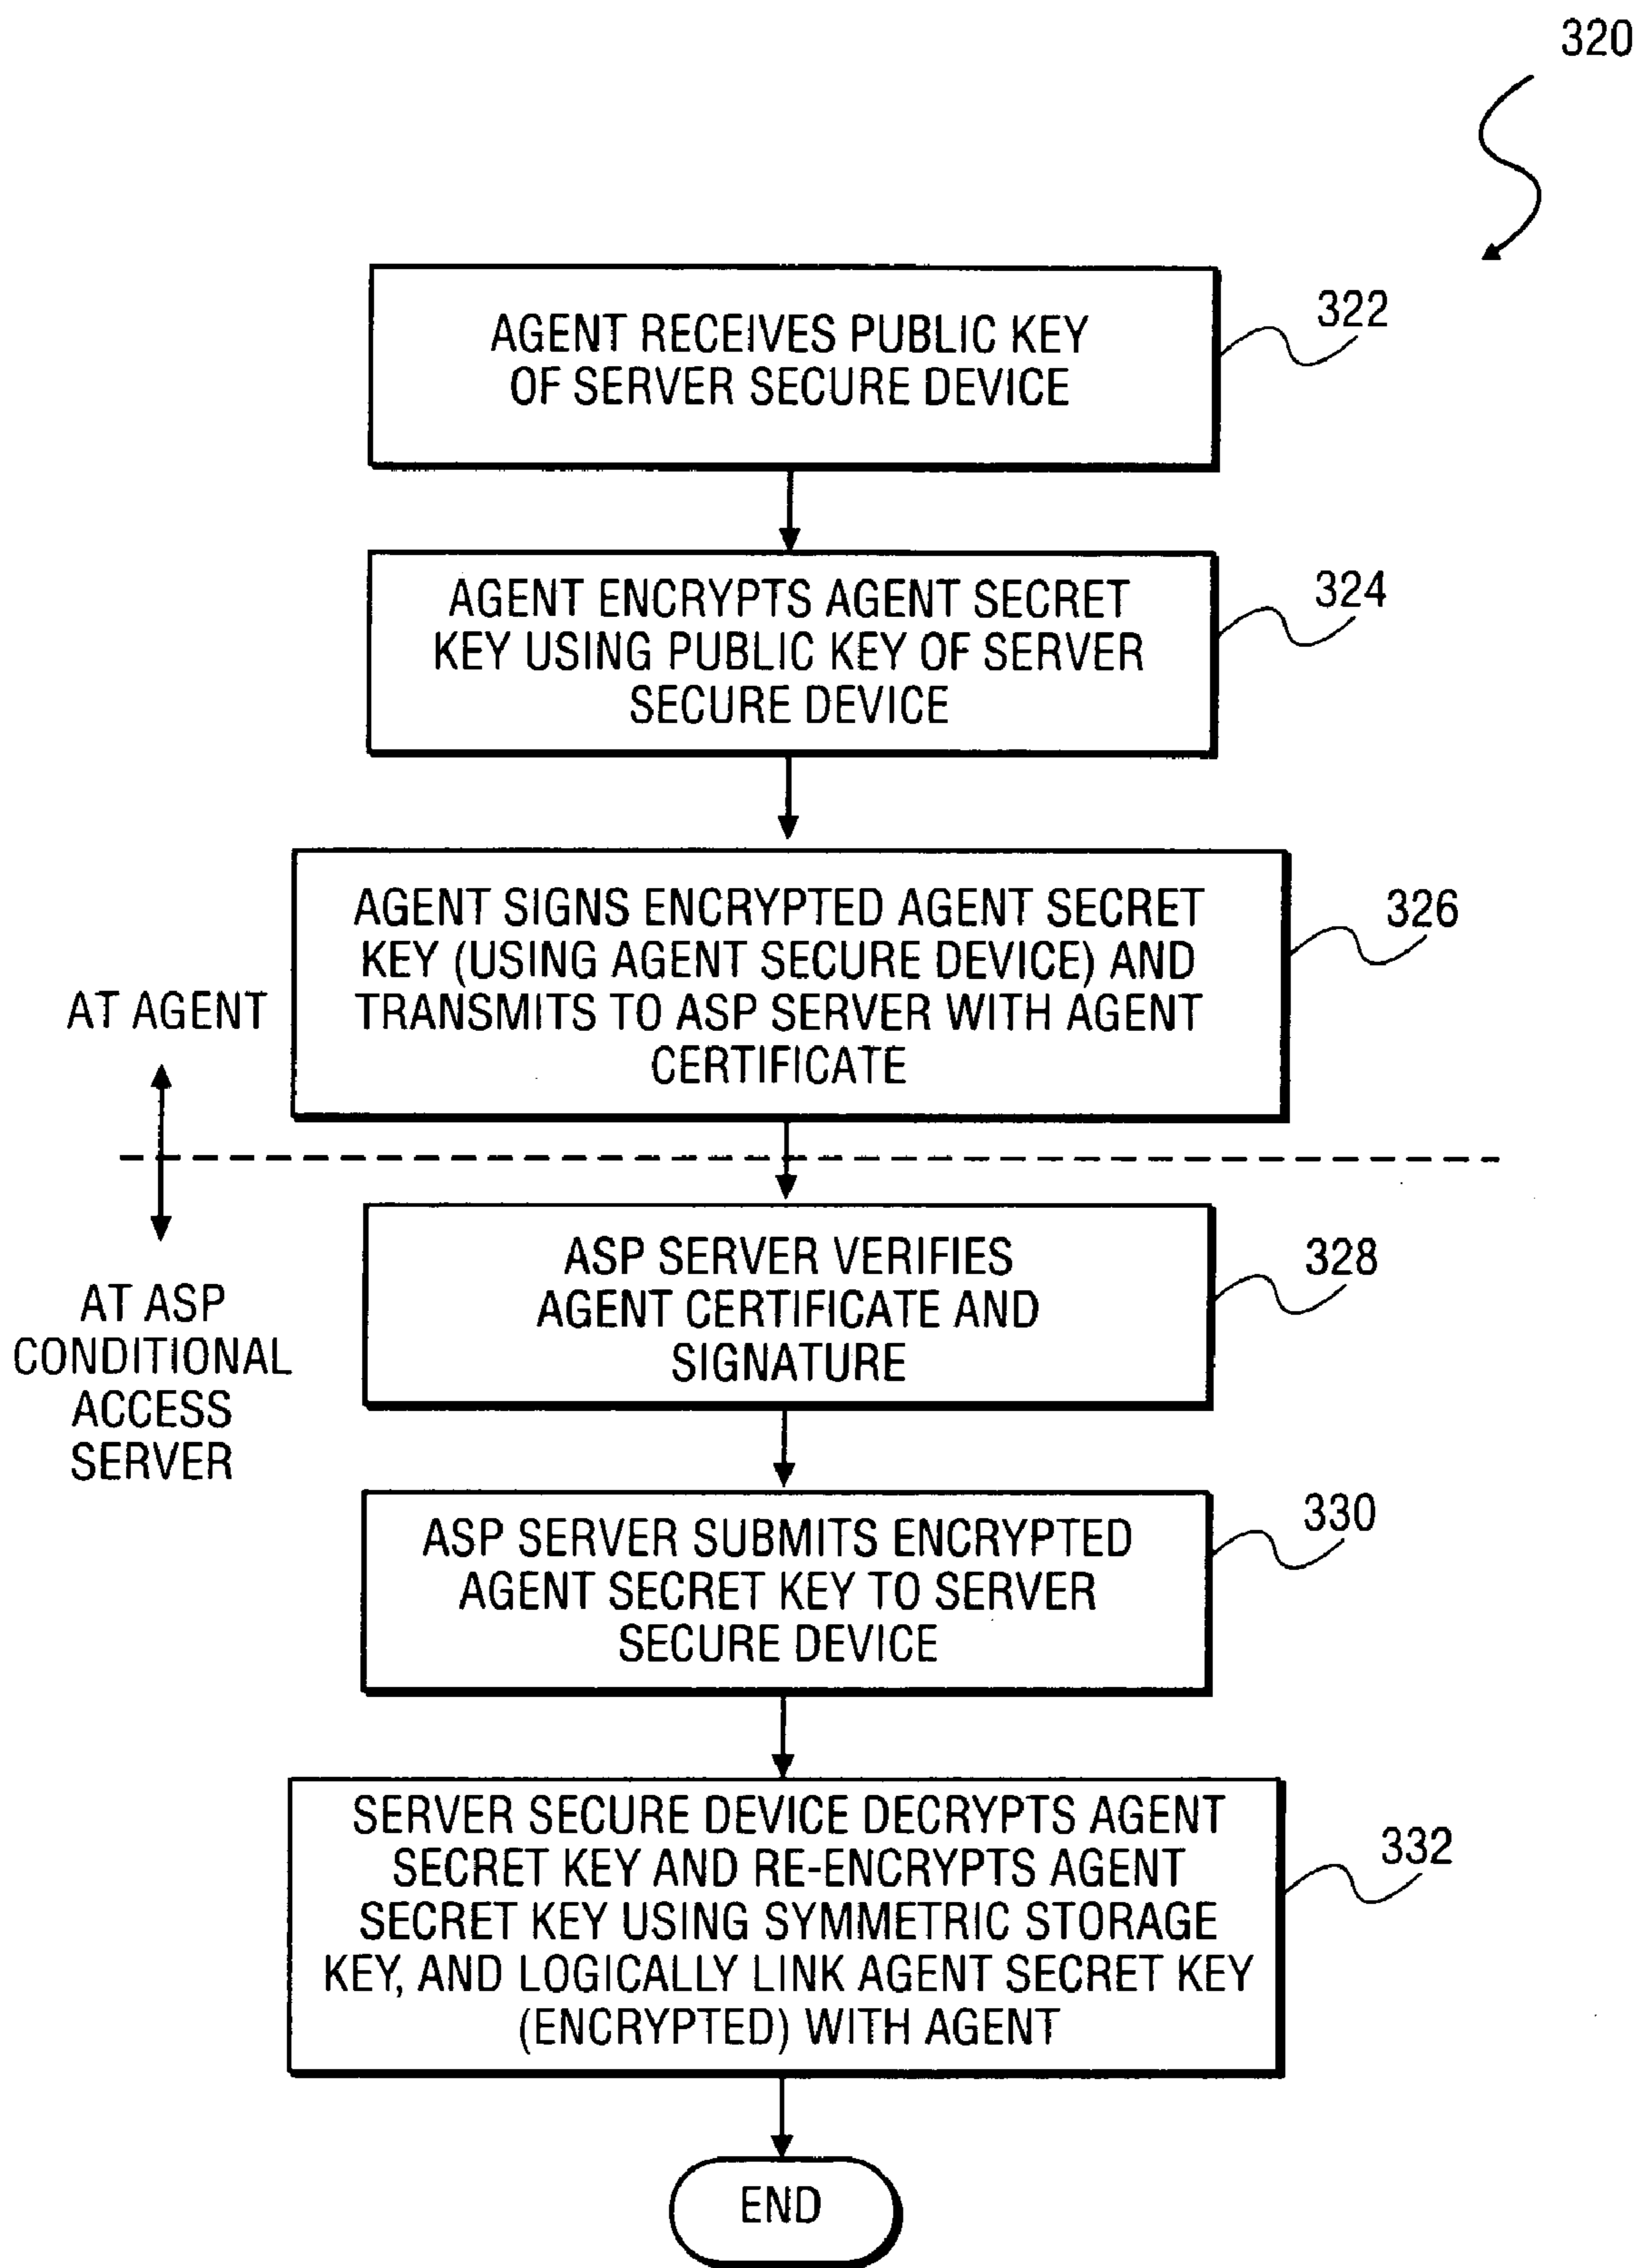 320
AGENT RECEIVES PUBLIC KEY
OF SERVER SECURE DEVICE
322
AGENT ENCRYPTS AGENT SECRET
KEY USING PUBLIC KEY OF SERVER
SECURE DEVICE
324
AGENT SIGNS ENCRYPTED AGENT SECRET
KEY (USING AGENT SECURE DEVICE) AND
TRANSMITS TO ASP SERVER WITH AGENT
CERTIFICATE
326
AT AGENT
AT ASP
CONDITIONAL
ACCESS
SERVER
ASP SERVER VERIFIES
AGENT CERTIFICATE AND
SIGNATURE
328
ASP SERVER SUBMITS ENCRYPTED
AGENT SECRET KEY TO SERVER
SECURE DEVICE
330
SERVER SECURE DEVICE DECRYPTS AGENT
SECRET KEY AND RE-ENCRYPTS AGENT
SECRET KEY USING SYMMETRIC STORAGE
KEY, AND LOGICALLY LINK AGENT SECRET KEY
(ENCRYPTED) WITH AGENT
332
END